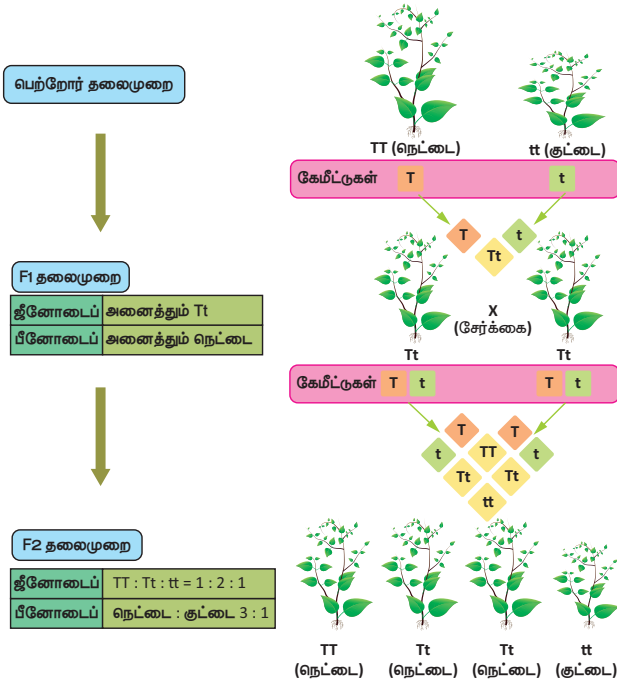 பெற்றோர் தலைமுறை
TT (நெட்டை) tt (குட்டை)
கேமீட்டுகள் T t
T t
Tt
F1 தலைமுறை
ஜீனோடைப் அனைத்தும் Tt
பீனோடைப் அனைத்தும் நெட்டை
X
(சேர்க்கை)
Tt Tt
கேமீட்டுகள் T t T t
T T
t TT t
Tt Tt
tt
F2 தலைமுறை
ஜீனோடைப் TT : Tt : tt = 1 : 2 : 1
பீனோடைப் நெட்டை : குட்டை 3 : 1
TT Tt Tt tt
(நெட்டை) (நெட்டை) (நெட்டை) (குட்டை)